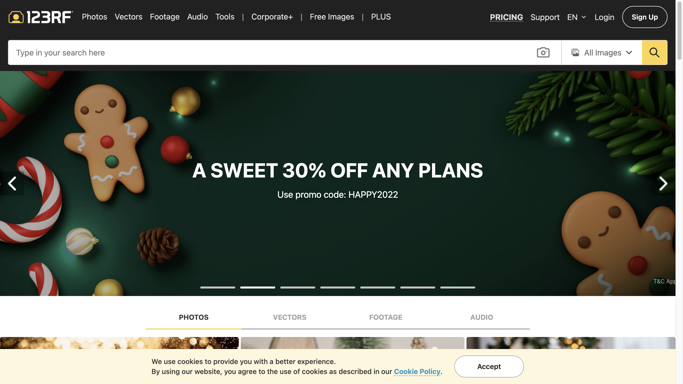 123RF
Photos Vectors Footage Audio Tools | Corporate+ | Free Images | PLUS
PRICING Support EN Login Sign Up
Type in your search here
All Images
A SWEET 30% OFF ANY PLANS
Use promo code: HAPPY2022
T&C App
PHOTOS VECTORS FOOTAGE AUDIO
We use cookies to provide you with a better experience.
By using our website, you agree to the use of cookies as described in our Cookie Policy.
Accept